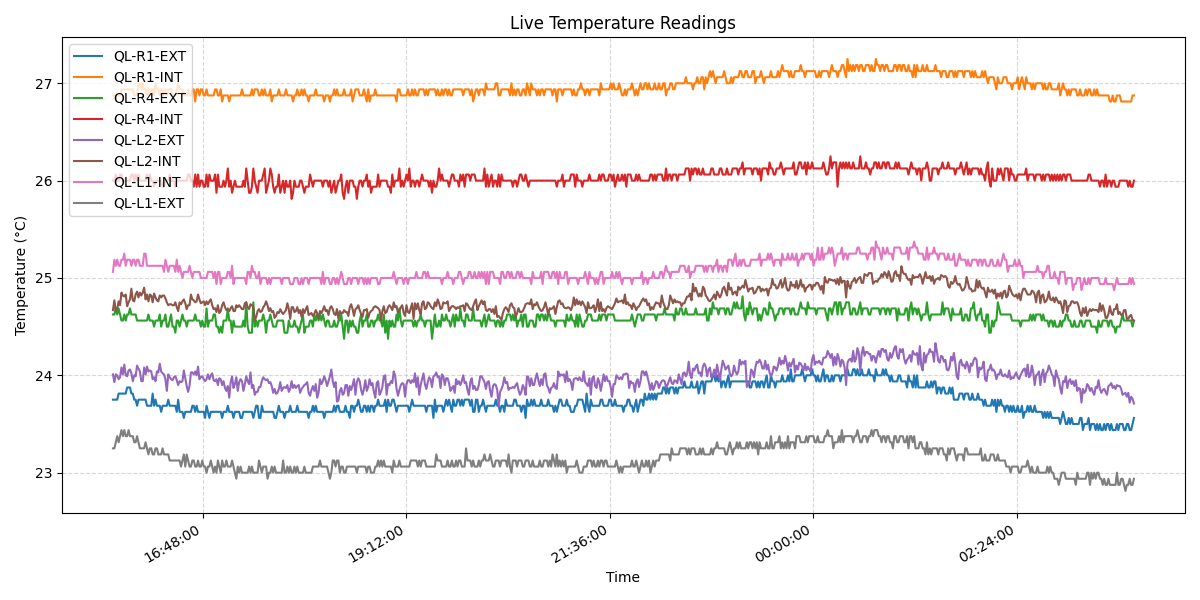 Live Temperature Readings
QL-R1-EXT
QL-R1-INT
QL-R4-EXT
QL-R4-INT
QL-L2-EXT
QL-L2-INT
QL-L1-INT
QL-L1-EXT
Temperature (°C)
27
26
25
24
23
16:48:00
19:12:00
21:36:00
00:00:00
02:24:00
Time